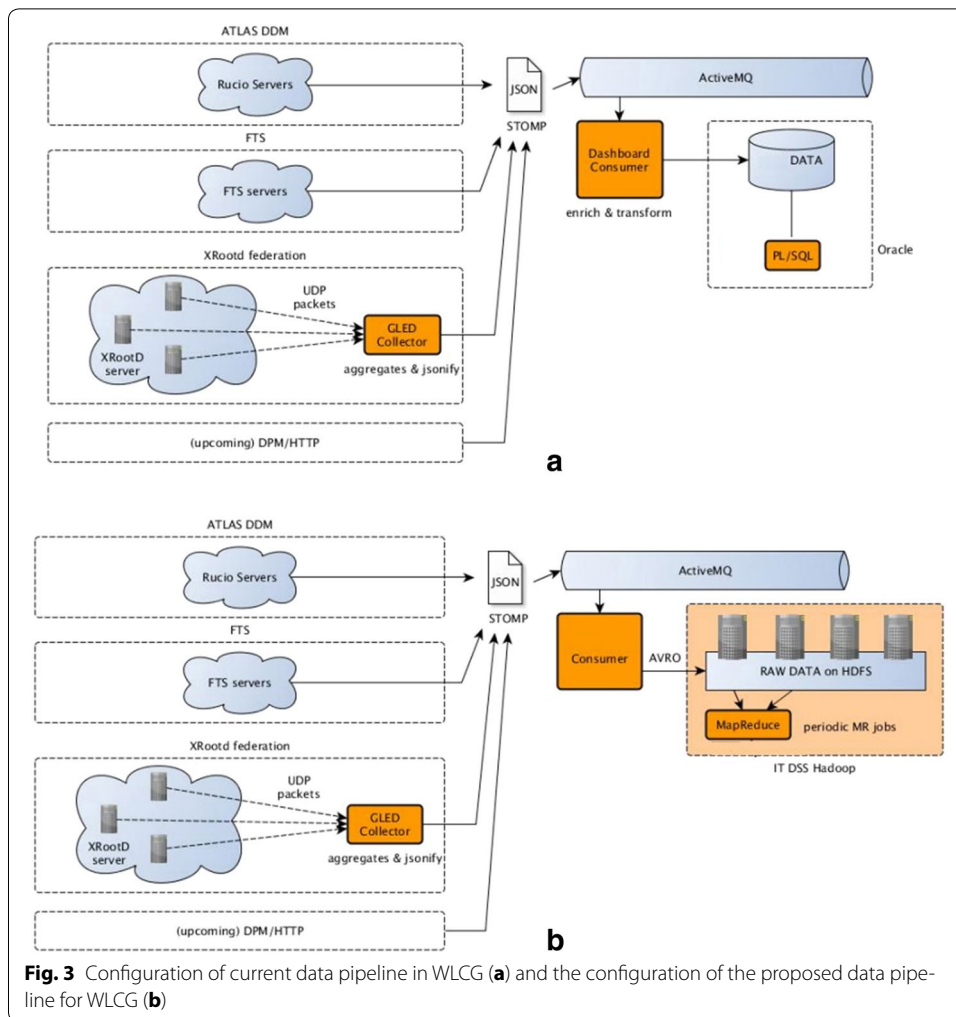 ATLAS DDM
Rucio Servers
JSON
STOMP
ActiveMQ
FTS
FTS servers
Dashboard
Consumer
enrich & transform
DATA
PL/SQL
Oracle
XRootd federation
UDP
packets
XRootD
server
GLED
Collector
aggregates & jsonify
(upcoming) DPM/HTTP
a
ATLAS DDM
Rucio Servers
JSON
STOMP
ActiveMQ
FTS
FTS servers
Consumer
AVRO
RAW DATA on HDFS
MapReduce
periodic MR jobs
IT DSS Hadoop
XRootd federation
UDP
packets
XRootD
server
GLED
Collector
aggregates & jsonify
(upcoming) DPM/HTTP
b
Fig. 3 Configuration of current data pipeline in WLCG (a) and the configuration of the proposed data pipe-
line for WLCG (b)